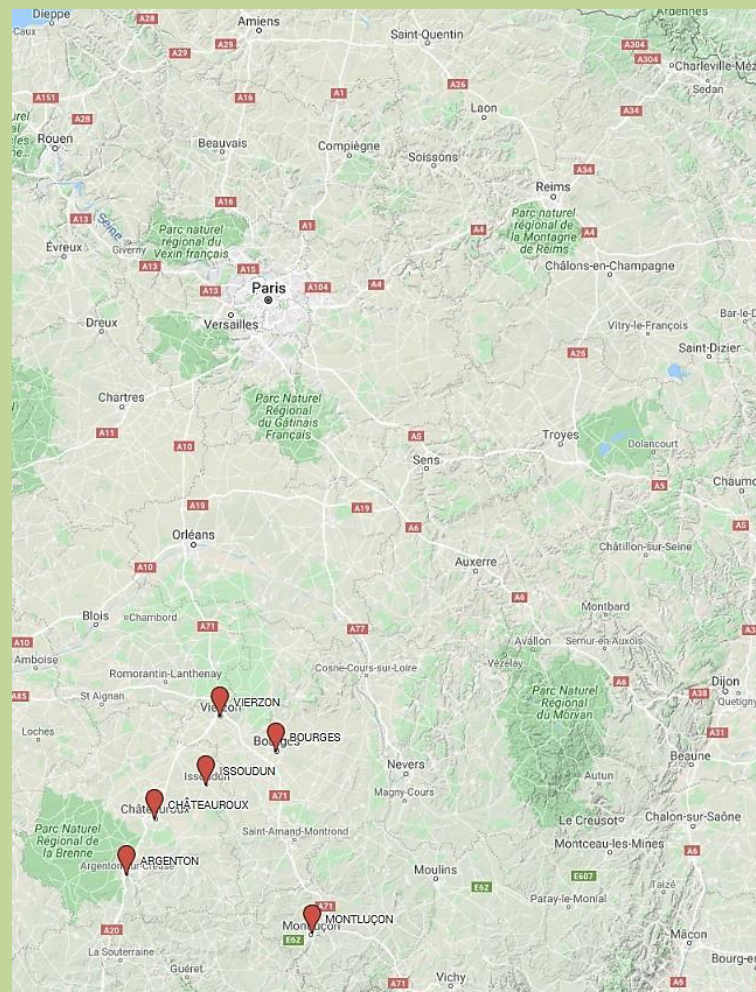 Dieppe
Caux
A28
Amiens
A29
A29
Saint-Quentin
Ardennes
A304
A304
Charleville-Méz
Sedan
A26
A1
A16
A151
A28
Laon
A34
Rouen
Beauvais
Compiègne
Soissons
A34
Reims
A16
A13
Seine
Parc naturel
régional du
Vexin français
A1
A4
Parc naturel
régional de
la Montagne
de Reims
A4
Évreux
Giverny
A13
A15
A13
Paris
A104
A4
Châlons-en-Champagne
Versailles
Dreux
Vitry-le-François
Bar-le-D
Saint-Dizier
A26
Chartres
Parc Naturel
Régional
du Gâtinais
Français
A11
A10
A5
Troyes
Dolancourt
Sens
A5
Chaumo
A19
A19
A6
A5
Orléans
Châtillon-sur-Seine
A10
Auxerre
A6
Blois
Chambord
Montbard
A71
A77
A10
Amboise
Avallon
Semur-en-Auxois
Vézelay
Romorantin-Lanthenay
Cosne-Cours-sur-Loire
A6
Dijon
A38
Quetigny
A85
St Aignan
VIERZON
Vierzon
Parc Naturel
Régional
du Morvan
Loches
BOURGES
Bourges
A31
Beaune
ISSOUDUN
Issoudun
Nevers
Autun
Magny-Cours
A71
CHÂTEAUROUX
Châteauroux
Le Creusot
Chalon-sur-Saône
Parc Naturel
Régional de
la Brenne
Saint-Amand-Montrond
Montceau-les-Mines
A6
ARGENTON
Argenton-sur-Creuse
Moulins
E62
E607
Taizé
Paray-le-Monial
A71
MONTLUÇON
Montluçon
E62
A20
La Souterraine
Mâcon
Bourg-en
Guéret
Vichy
A71